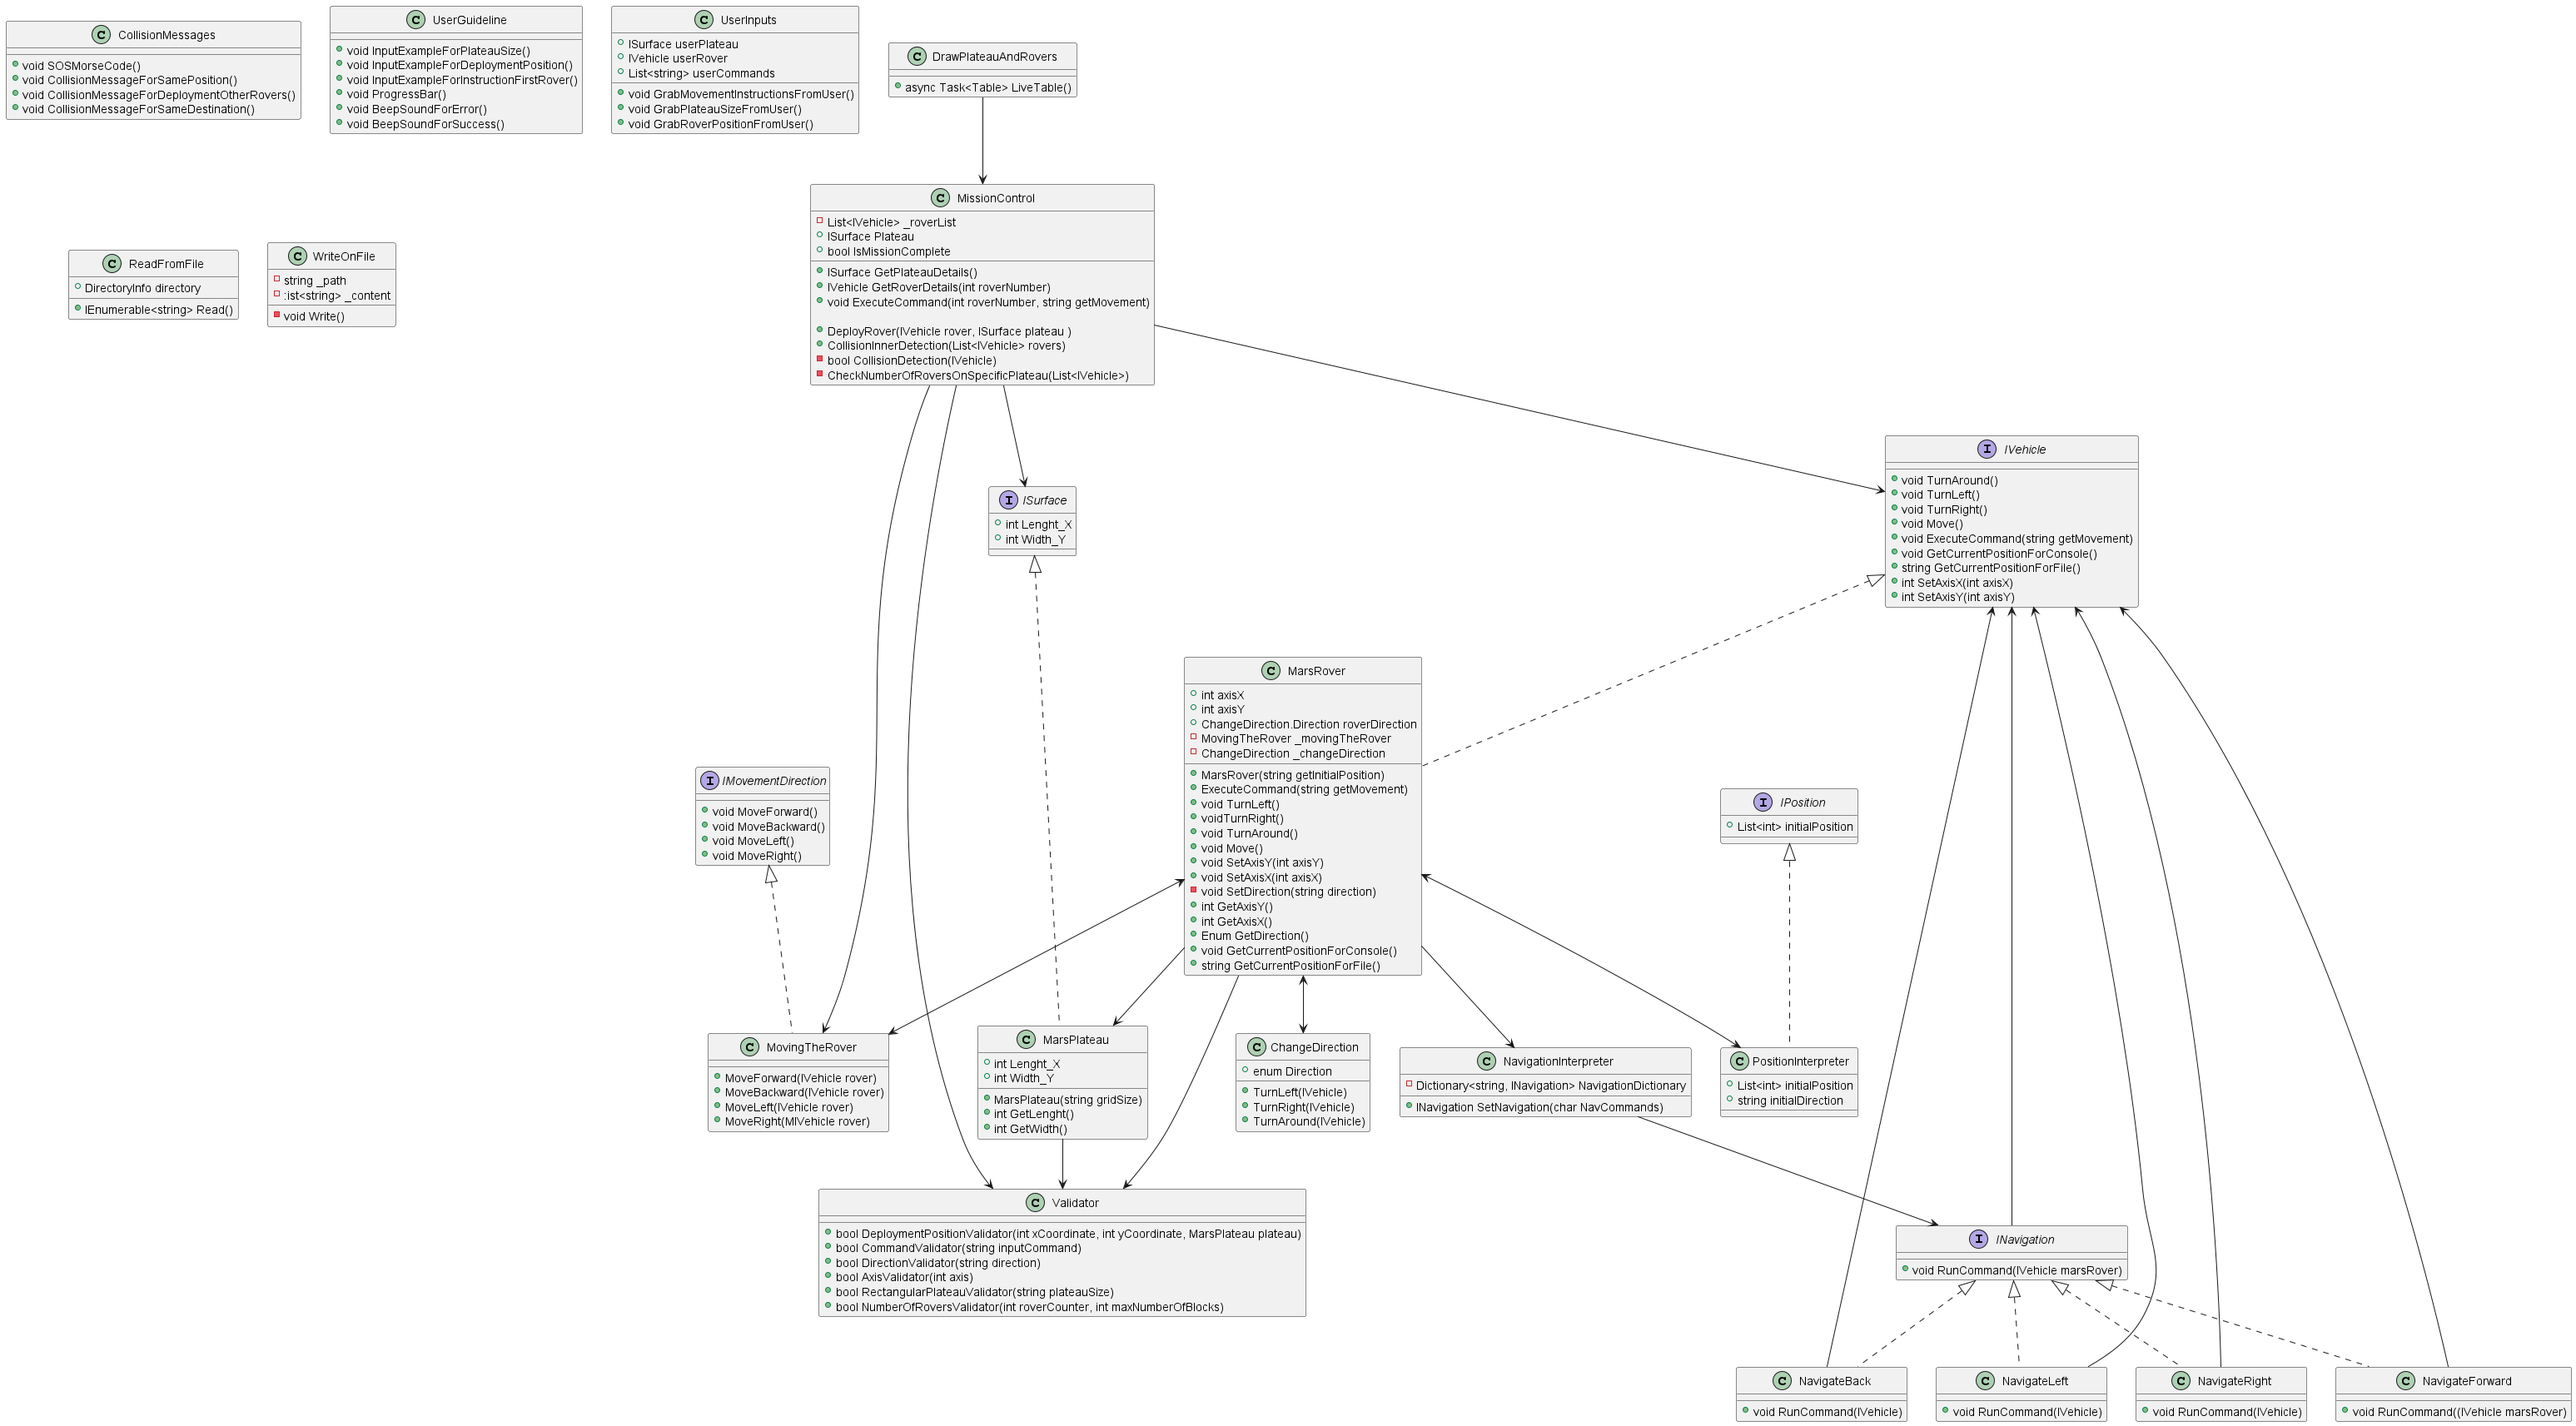 C CollisionMessages
void SOSMorseCode()
void CollisionMessageForSamePosition()
void CollisionMessageForDeploymentOtherRovers()
void CollisionMessageForSameDestination()
C UserGuideline
void InputExampleForPlateauSize()
void InputExampleForDeploymentPosition()
void InputExampleForInstructionFirstRover()
void ProgressBar()
void BeepSoundForError()
void BeepSoundForSuccess()
C UserInputs
ISurface userPlateau
IVehicle userRover
List<string> userCommands
void GrabMovementInstructionsFromUser()
void GrabPlateauSizeFromUser()
void GrabRoverPositionFromUser()
C DrawPlateauAndRovers
async Task<Table> LiveTable()
C ReadFromFile
DirectoryInfo directory
IEnumerable<string> Read()
C WriteOnFile
string _path
:ist<string> _content
void Write()
C MissionControl
List<IVehicle> _roverList
ISurface Plateau
bool IsMissionComplete
ISurface GetPlateauDetails()
IVehicle GetRoverDetails(int roverNumber)
void ExecuteCommand(int roverNumber, string getMovement)
DeployRover(IVehicle rover, ISurface plateau )
CollisionInnerDetection(List<IVehicle> rovers)
bool CollisionDetection(IVehicle)
CheckNumberOfRoversOnSpecificPlateau(List<IVehicle>)
I IVehicle
void TurnAround()
void TurnLeft()
void TurnRight()
void Move()
void ExecuteCommand(string getMovement)
void GetCurrentPositionForConsole()
string GetCurrentPositionForFile()
int SetAxisX(int axisX)
int SetAxisY(int axisY)
I ISurface
int Lenght_X
int Width_Y
C MarsRover
int axisX
int axisY
ChangeDirection.Direction roverDirection
MovingTheRover _movingTheRover
ChangeDirection _changeDirection
MarsRover(string getInitialPosition)
ExecuteCommand(string getMovement)
void TurnLeft()
voidTurnRight()
void TurnAround()
void Move()
void SetAxisY(int axisY)
void SetAxisX(int axisX)
void SetDirection(string direction)
int GetAxisY()
int GetAxisX()
Enum GetDirection()
void GetCurrentPositionForConsole()
string GetCurrentPositionForFile()
I IMovementDirection
void MoveForward()
void MoveBackward()
void MoveLeft()
void MoveRight()
I IPosition
List<int> initialPosition
C MovingTheRover
MoveForward(IVehicle rover)
MoveBackward(IVehicle rover)
MoveLeft(IVehicle rover)
MoveRight(MIVehicle rover)
C MarsPlateau
int Lenght_X
int Width_Y
MarsPlateau(string gridSize)
int GetLenght()
int GetWidth()
C ChangeDirection
enum Direction
TurnLeft(IVehicle)
TurnRight(IVehicle)
TurnAround(IVehicle)
C NavigationInterpreter
Dictionary<string, INavigation> NavigationDictionary
INavigation SetNavigation(char NavCommands)
C PositionInterpreter
List<int> initialPosition
string initialDirection
C Validator
bool DeploymentPositionValidator(int xCoordinate, int yCoordinate, MarsPlateau plateau)
bool CommandValidator(string inputCommand)
bool DirectionValidator(string direction)
bool AxisValidator(int axis)
bool RectangularPlateauValidator(string plateauSize)
bool NumberOfRoversValidator(int roverCounter, int maxNumberOfBlocks)
I INavigation
void RunCommand(IVehicle marsRover)
C NavigateBack
void RunCommand(IVehicle)
C NavigateLeft
void RunCommand(IVehicle)
C NavigateRight
void RunCommand(IVehicle)
C NavigateForward
void RunCommand((IVehicle marsRover)